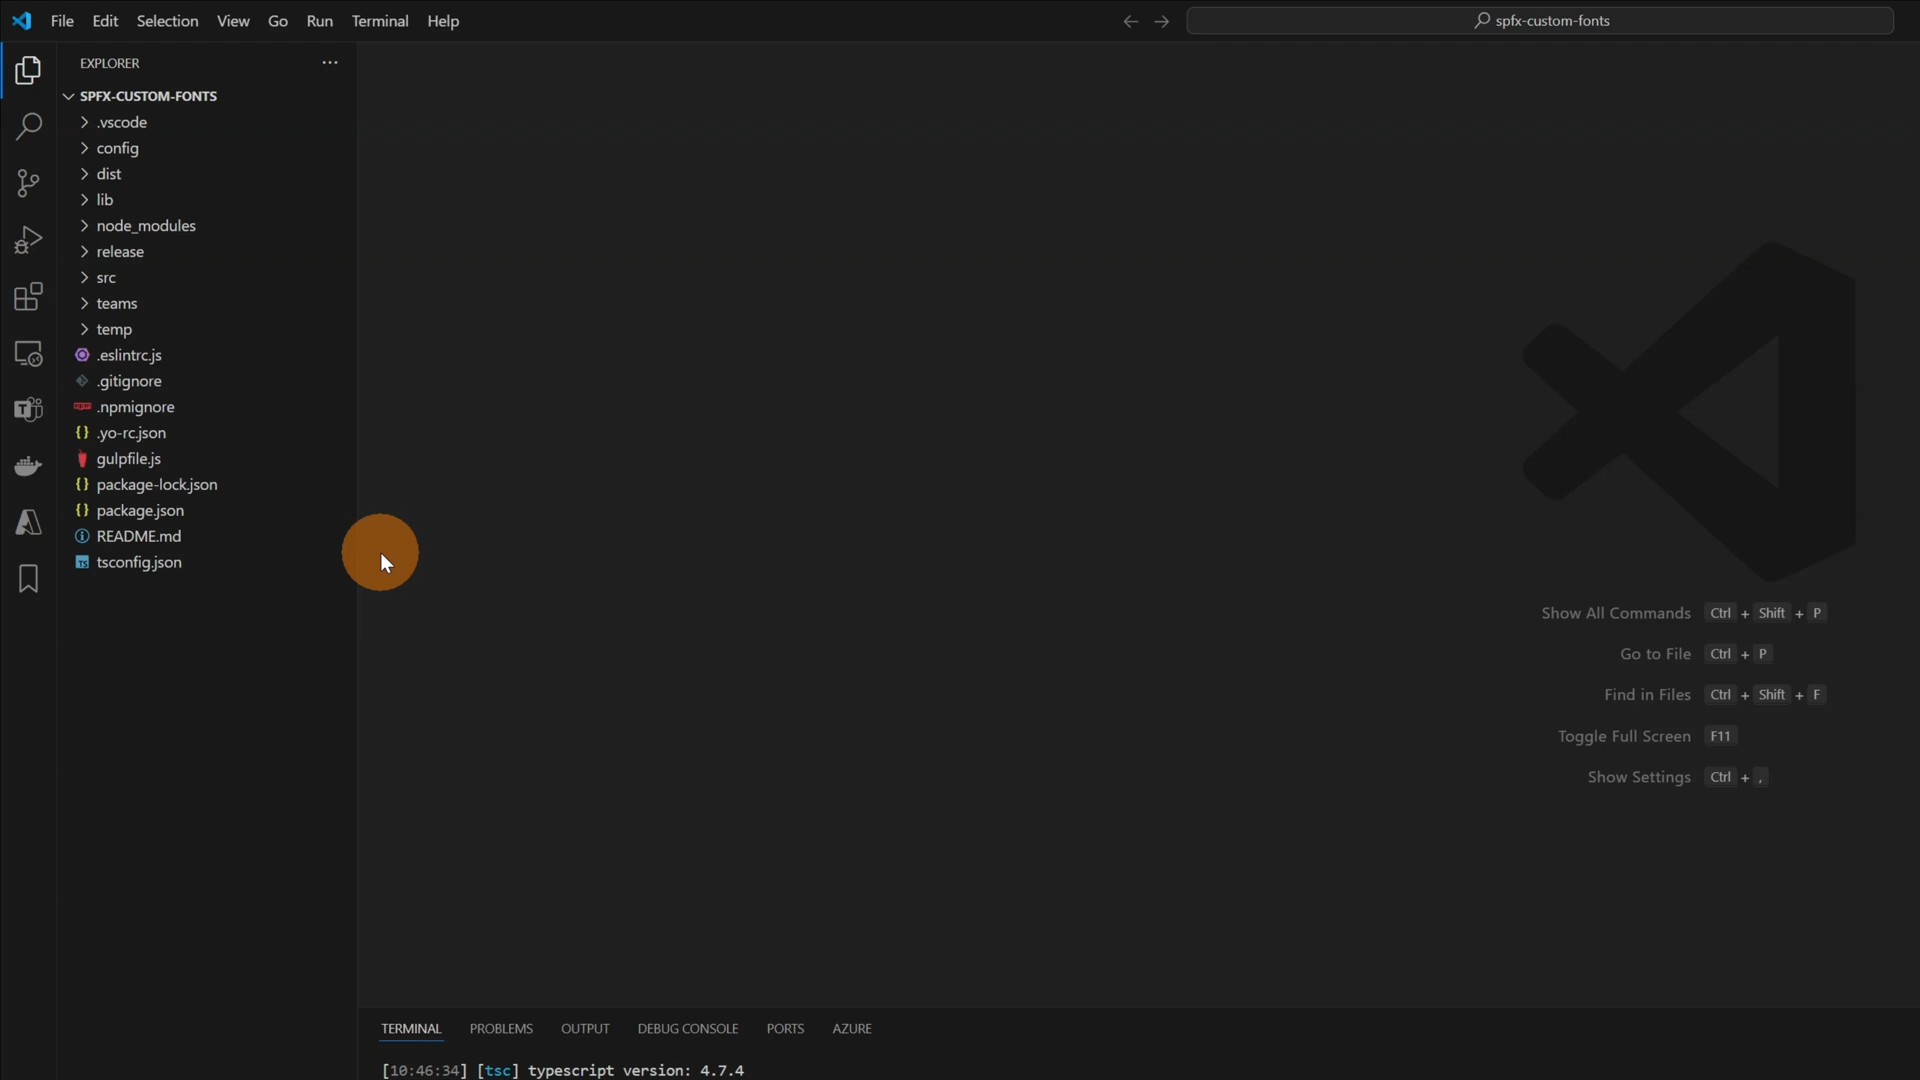 File Edit Selection View Go Run Terminal Help
spfx-custom-fonts
EXPLORER
SPFX-CUSTOM-FONTS
.vscode
config
dist
lib
node_modules
release
src
teams
temp
.eslintrc.js
.gitignore
.npmignore
.yo-rc.json
gulpfile.js
package-lock.json
package.json
README.md
tsconfig.json
Show All Commands Ctrl + Shift + P
Go to File Ctrl + P
Find in Files Ctrl + Shift + F
Toggle Full Screen F11
Show Settings Ctrl + ,
TERMINAL PROBLEMS OUTPUT DEBUG CONSOLE PORTS AZURE
[10:46:34] [tsc] typescript version: 4.7.4